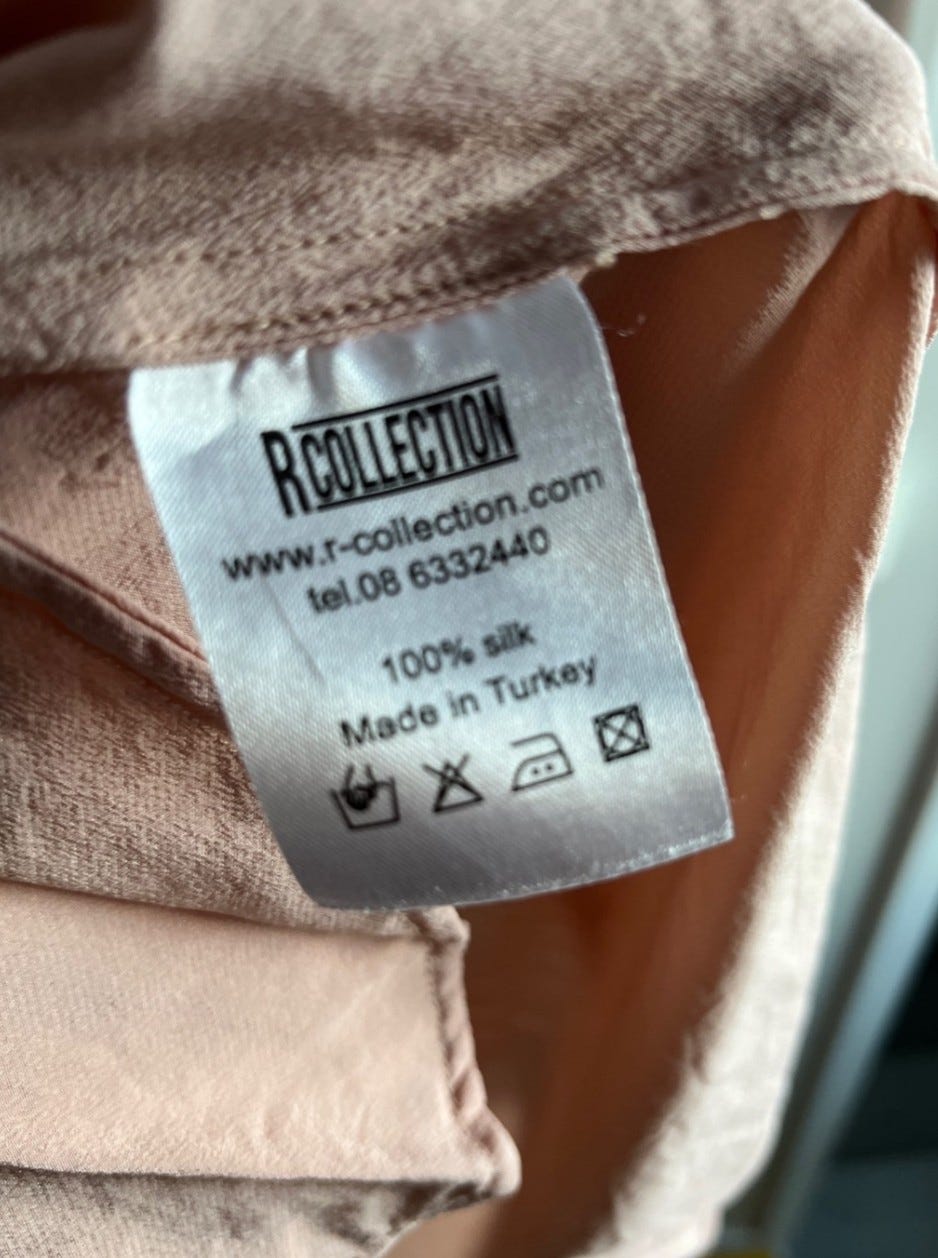 RCOLLECTION
www.r-collection.com
tel.08 6332440
100% silk
Made in Turkey